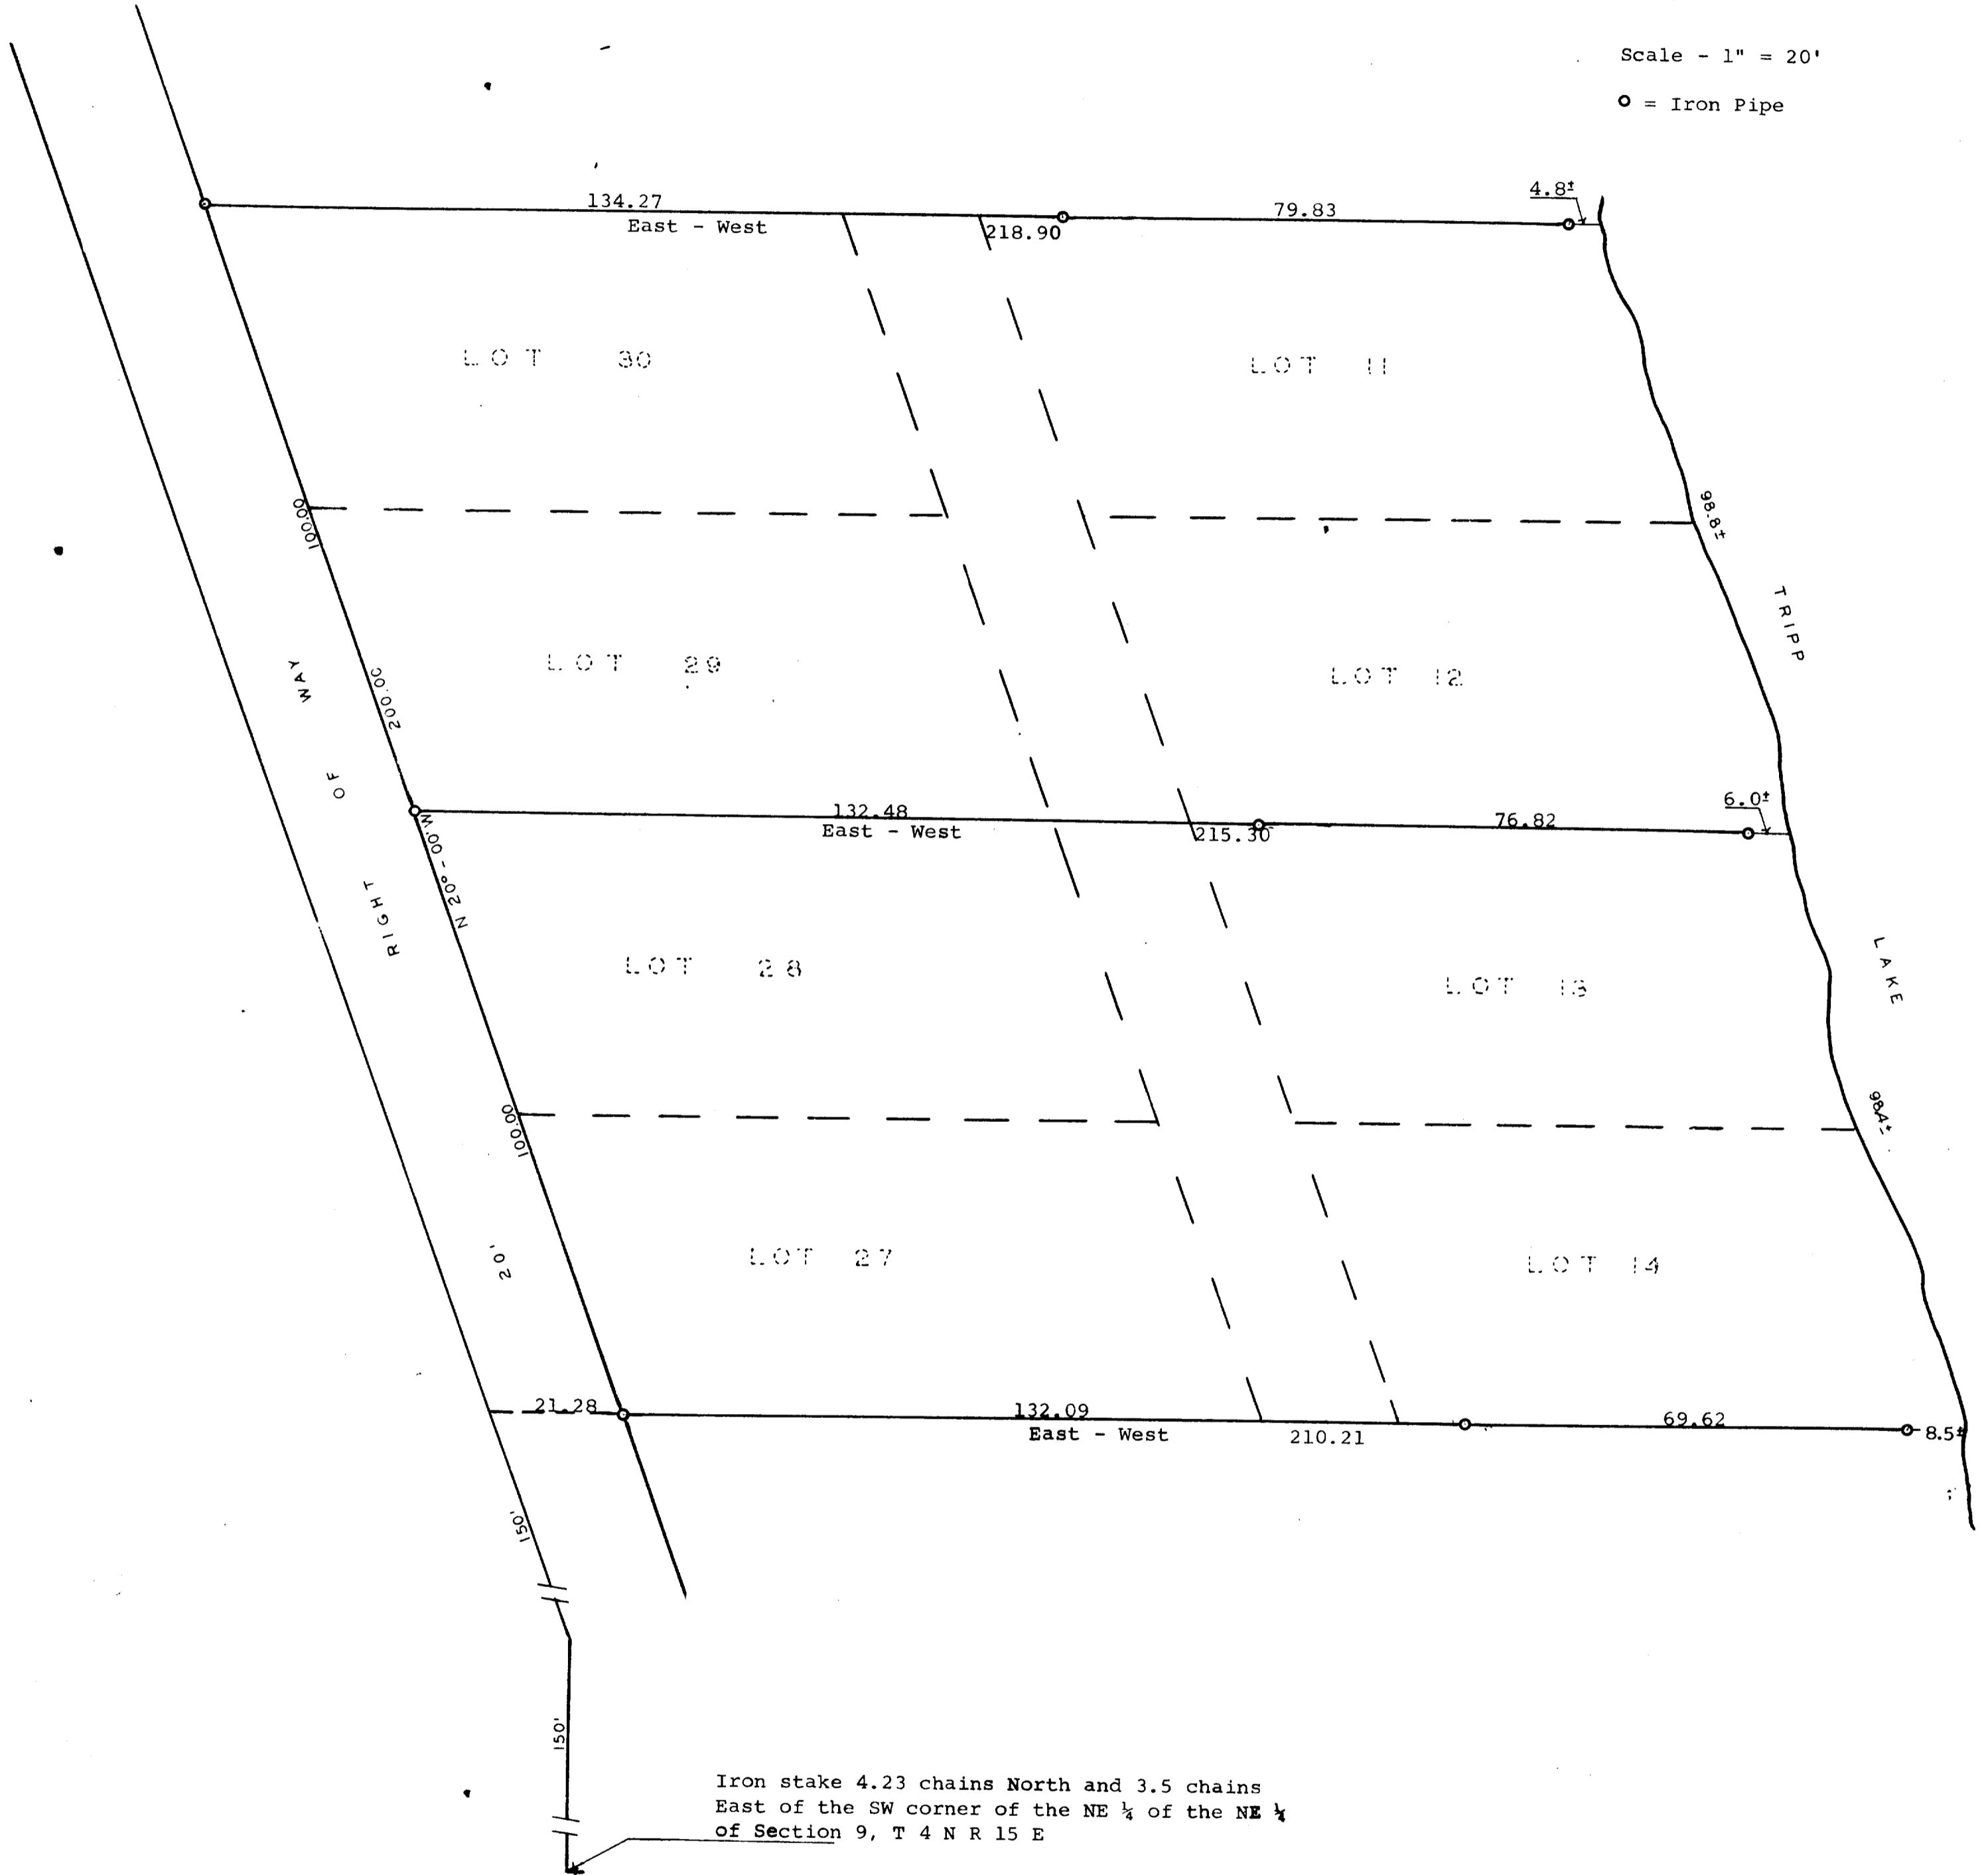 Scale - 1" = 20'
o = Iron Pipe
134.27
East - West
218.90
79.83
4.8±
LOT 30
LOT 11
100.00
98.8±
TRIPP
WAY
200.00
LOT 29
LOT 12
OF
132.48
East - West
215.30
76.82
6.0±
RIGHT
N 20°-00' W
LOT 28
LOT 13
LAKE
100.00
98.4±
20'
LOT 27
LOT 14
21.28
132.09
East - West
210.21
69.62
8.5±
150'
150'
Iron stake 4.23 chains North and 3.5 chains
East of the SW corner of the NE ¼ of the NE ¼
of Section 9, T 4 N R 15 E